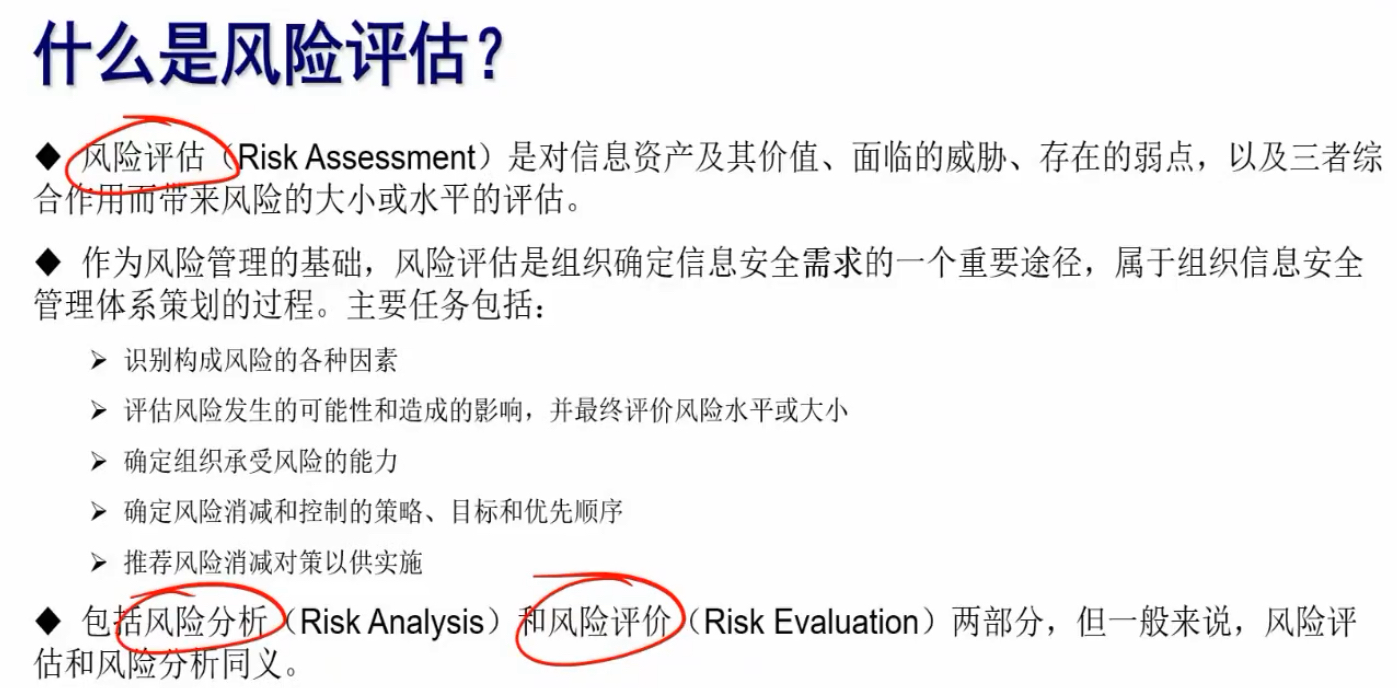 什么是风险评估？
◆ 风险评估（Risk Assessment）是对信息资产及其价值、面临的威胁、存在的弱点，以及三者综
合作用而带来风险的大小或水平的评估。
◆ 作为风险管理的基础，风险评估是组织确定信息安全需求的一个重要途径，属于组织信息安全
管理体系策划的过程。主要任务包括：
➢ 识别构成风险的各种因素
➢ 评估风险发生的可能性和造成的影响，并最终评价风险水平或大小
➢ 确定组织承受风险的能力
➢ 确定风险消减和控制的策略、目标和优先顺序
➢ 推荐风险消减对策以供实施
◆ 包括风险分析（Risk Analysis）和风险评价（Risk Evaluation）两部分，但一般来说，风险评
估和风险分析同义。